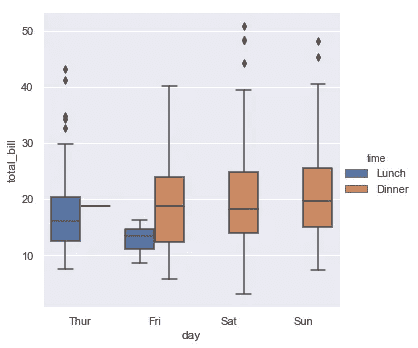 50
40
30
20
10
total_bill
Thur Fri Sat Sun
day
time
Lunch
Dinner